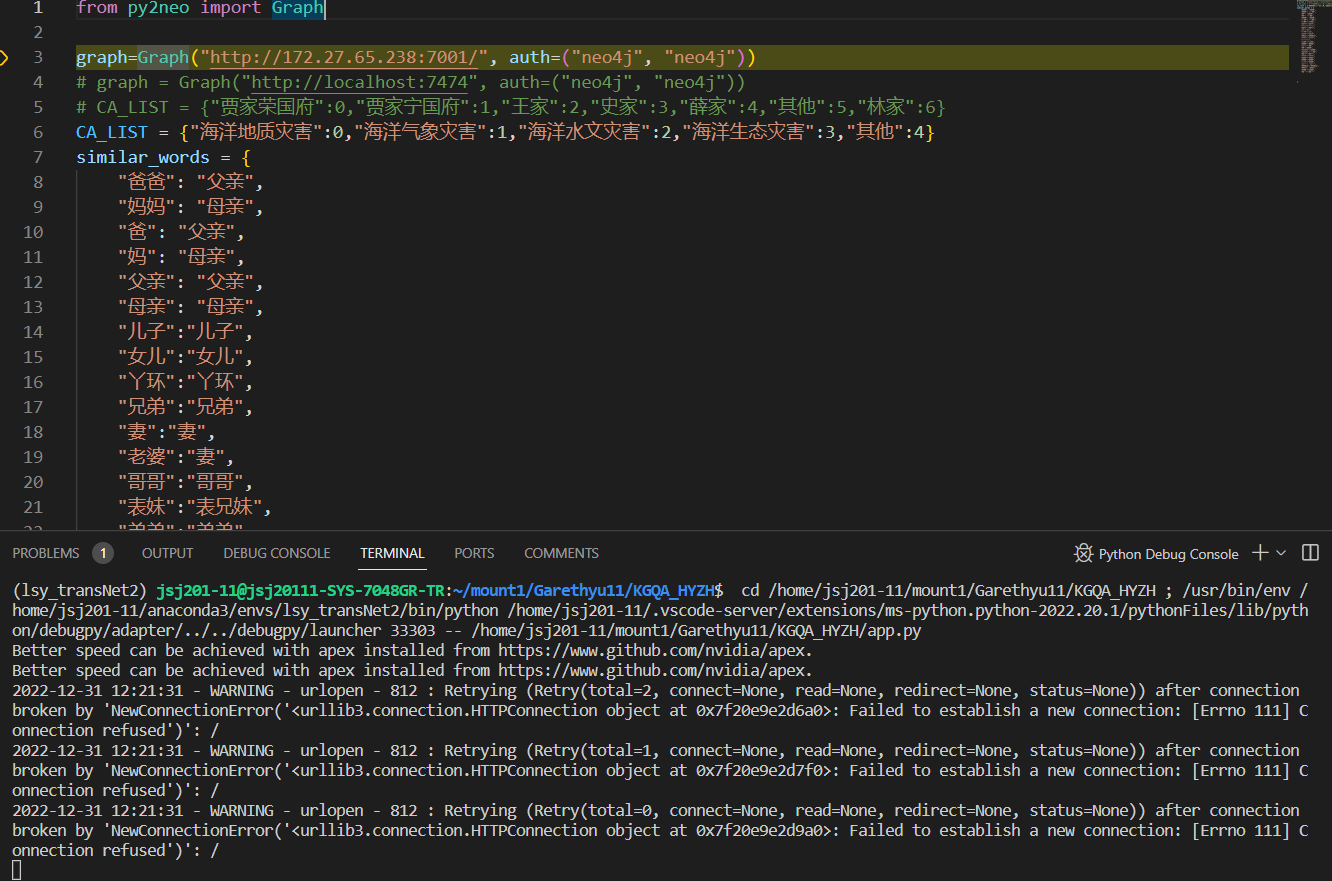 1 from py2neo import Graph
2
3 graph=Graph("http://172.27.65.238:7001/", auth=("neo4j", "neo4j"))
4 # graph = Graph("http://localhost:7474", auth=("neo4j", "neo4j"))
5 # CA_LIST = {"贾家荣国府":0,"贾家宁国府":1,"王家":2,"史家":3,"薛家":4,"其他":5,"林家":6}
6 CA_LIST = {"海洋地质灾害":0,"海洋气象灾害":1,"海洋水文灾害":2,"海洋生态灾害":3,"其他":4}
7 similar_words = {
8 "爸爸": "父亲",
9 "妈妈": "母亲",
10 "爸": "父亲",
11 "妈": "母亲",
12 "父亲": "父亲",
13 "母亲": "母亲",
14 "儿子":"儿子",
15 "女儿":"女儿",
16 "丫环":"丫环",
17 "兄弟":"兄弟",
18 "妻":"妻",
19 "老婆":"妻",
20 "哥哥":"哥哥",
21 "表妹":"表兄妹",
PROBLEMS 1 OUTPUT DEBUG CONSOLE TERMINAL PORTS COMMENTS Python Debug Console
(lsy_transNet2) jsj201-11@jsj20111-SYS-7048GR-TR:~/mount1/Garethyu11/KGQA_HYZH$ cd /home/jsj201-11/mount1/Garethyu11/KGQA_HYZH ; /usr/bin/env /
home/jsj201-11/anaconda3/envs/lsy_transNet2/bin/python /home/jsj201-11/.vscode-server/extensions/ms-python.python-2022.20.1/pythonFiles/lib/pyth
on/debugpy/adapter/../../debugpy/launcher 33303 -- /home/jsj201-11/mount1/Garethyu11/KGQA_HYZH/app.py
Better speed can be achieved with apex installed from https://www.github.com/nvidia/apex.
Better speed can be achieved with apex installed from https://www.github.com/nvidia/apex.
2022-12-31 12:21:31 - WARNING - urlopen - 812 : Retrying (Retry(total=2, connect=None, read=None, redirect=None, status=None)) after connection
broken by 'NewConnectionError('<urllib3.connection.HTTPConnection object at 0x7f20e9e2d6a0>: Failed to establish a new connection: [Errno 111] C
onnection refused')': /
2022-12-31 12:21:31 - WARNING - urlopen - 812 : Retrying (Retry(total=1, connect=None, read=None, redirect=None, status=None)) after connection
broken by 'NewConnectionError('<urllib3.connection.HTTPConnection object at 0x7f20e9e2d7f0>: Failed to establish a new connection: [Errno 111] C
onnection refused')': /
2022-12-31 12:21:31 - WARNING - urlopen - 812 : Retrying (Retry(total=0, connect=None, read=None, redirect=None, status=None)) after connection
broken by 'NewConnectionError('<urllib3.connection.HTTPConnection object at 0x7f20e9e2d9a0>: Failed to establish a new connection: [Errno 111] C
onnection refused')': /